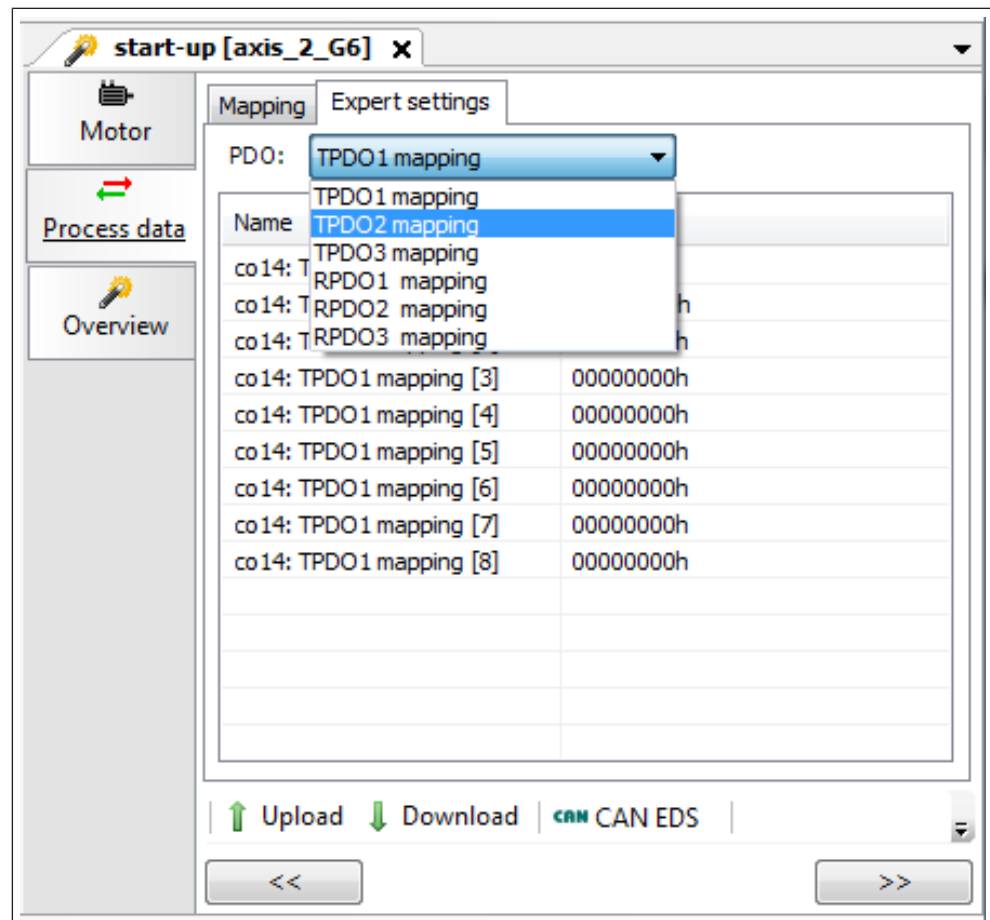 start-up [axis_2_G6] x
Motor
Process data
Overview
Mapping Expert settings
PDO: TPDO1 mapping
TPDO1 mapping
TPDO2 mapping
TPDO3 mapping
RPDO1 mapping
RPDO2 mapping
RPDO3 mapping
Name
co14: T
co14: T h
co14: T h
co14: TPDO1 mapping [3] 00000000h
co14: TPDO1 mapping [4] 00000000h
co14: TPDO1 mapping [5] 00000000h
co14: TPDO1 mapping [6] 00000000h
co14: TPDO1 mapping [7] 00000000h
co14: TPDO1 mapping [8] 00000000h
Upload Download CAN CAN EDS
<< >>